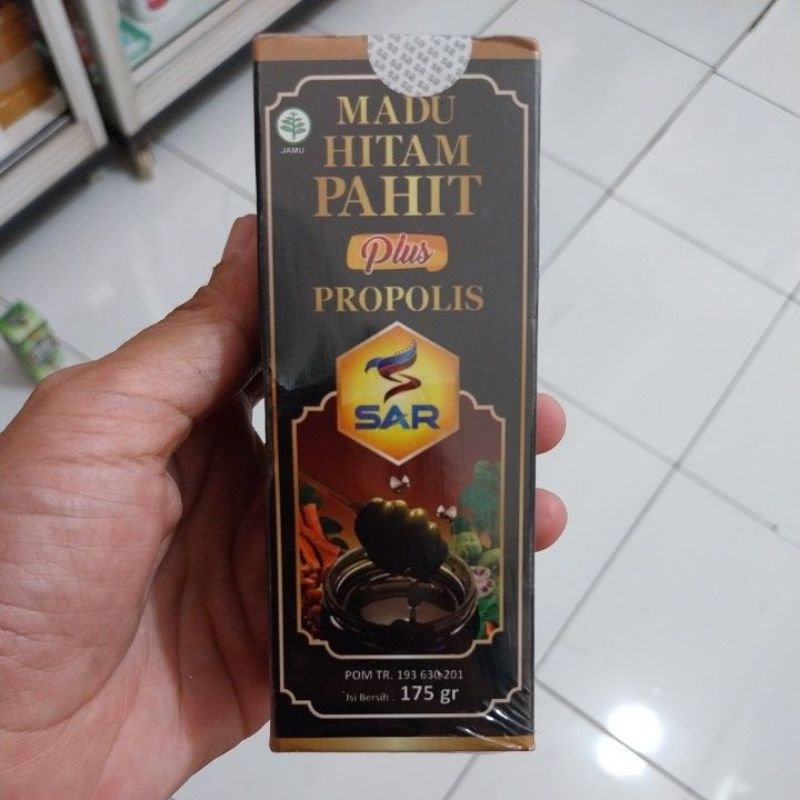 JAMU
MADU
HITAM
PAHIT
Plus
PROPOLIS
SAR
POM TR. 193 630 201
Isi Bersih : 175 gr